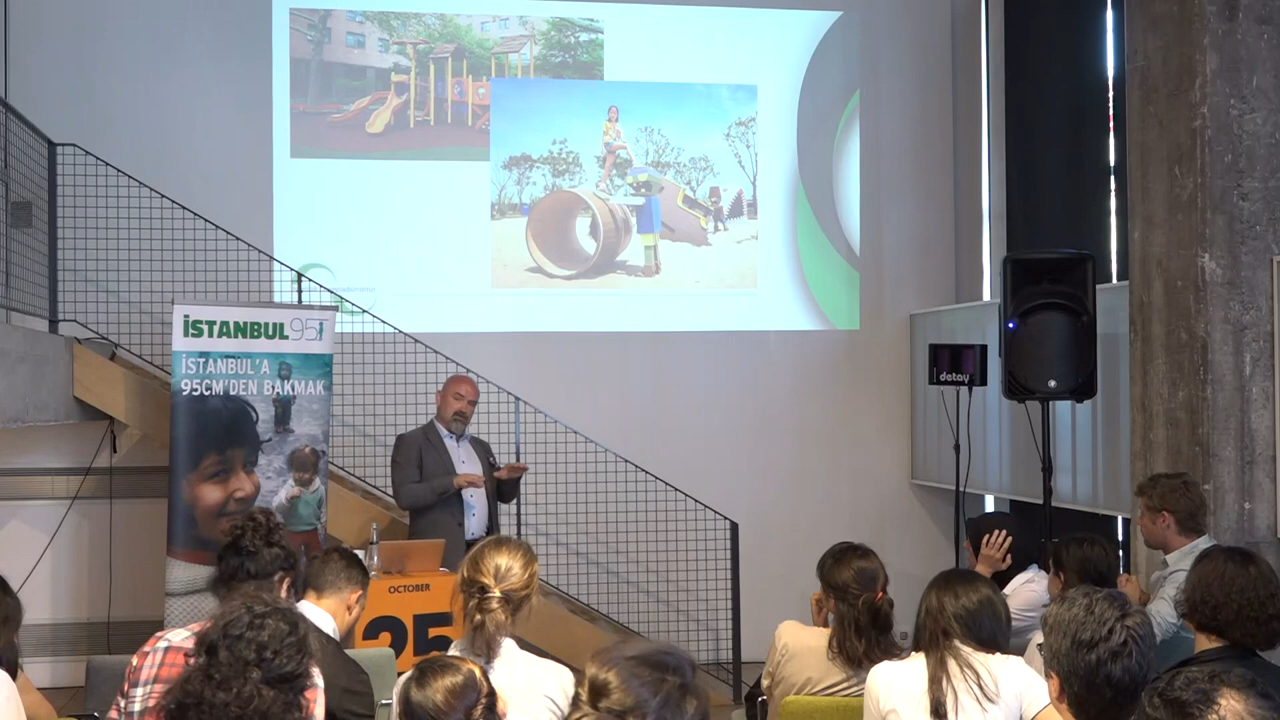 İSTANBUL95
İSTANBUL'A
95CM'DEN BAKMAK
detay
OCTOBER
25